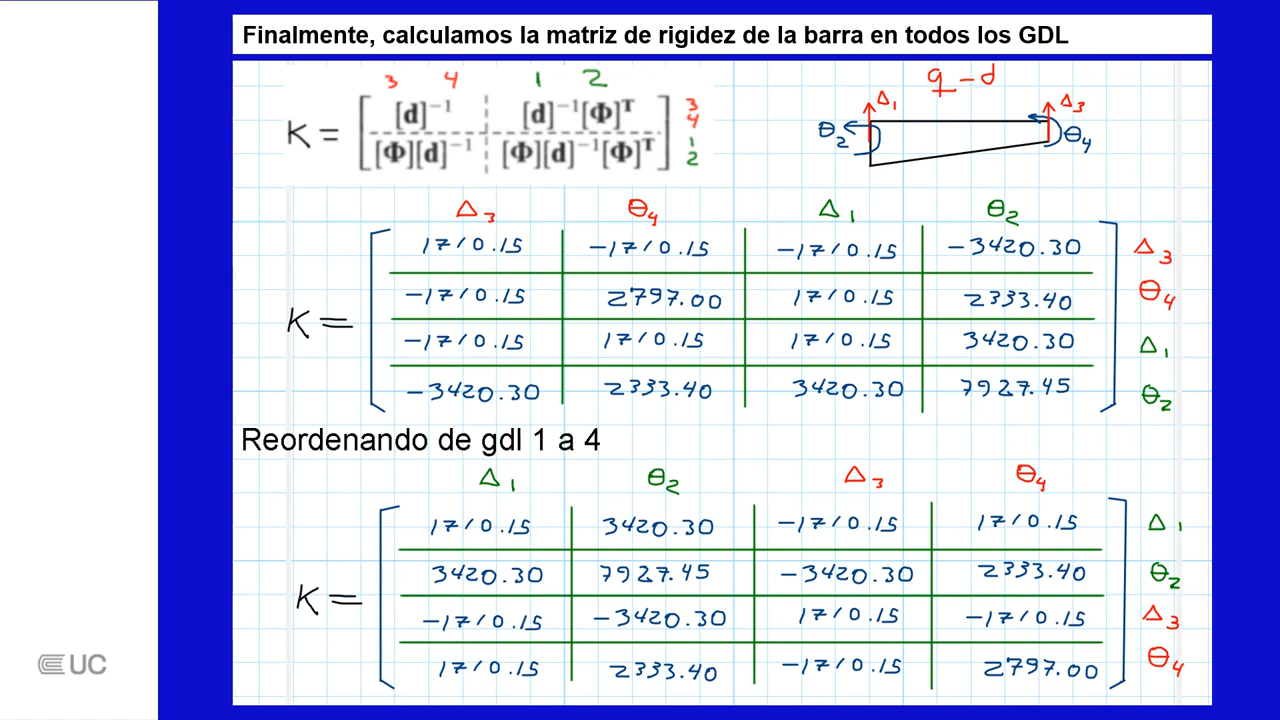 Finalmente, calculamos la matriz de rigidez de la barra en todos los GDL
3 4 1 2
K = [d]⁻¹ [d]⁻¹[Φ]ᵀ 3 4
[Φ][d]⁻¹ [Φ][d]⁻¹[Φ]ᵀ 1 2
q-d
Δ1 Δ3
θ2 θ4
Δ3 θ4 Δ1 θ2
1710.15 -1710.15 -1710.15 -3420.30 Δ3
-1710.15 2797.00 1710.15 2333.40 θ4
K =
-1710.15 1710.15 1710.15 3420.30 Δ1
-3420.30 2333.40 3420.30 7927.45 θ2
Reordenando de gdl 1 a 4
Δ1 θ2 Δ3 θ4
1710.15 3420.30 -1710.15 1710.15 Δ1
3420.30 7927.45 -3420.30 2333.40 θ2
K =
-1710.15 -3420.30 1710.15 -1710.15 Δ3
1710.15 2333.40 -1710.15 2797.00 θ4
UC